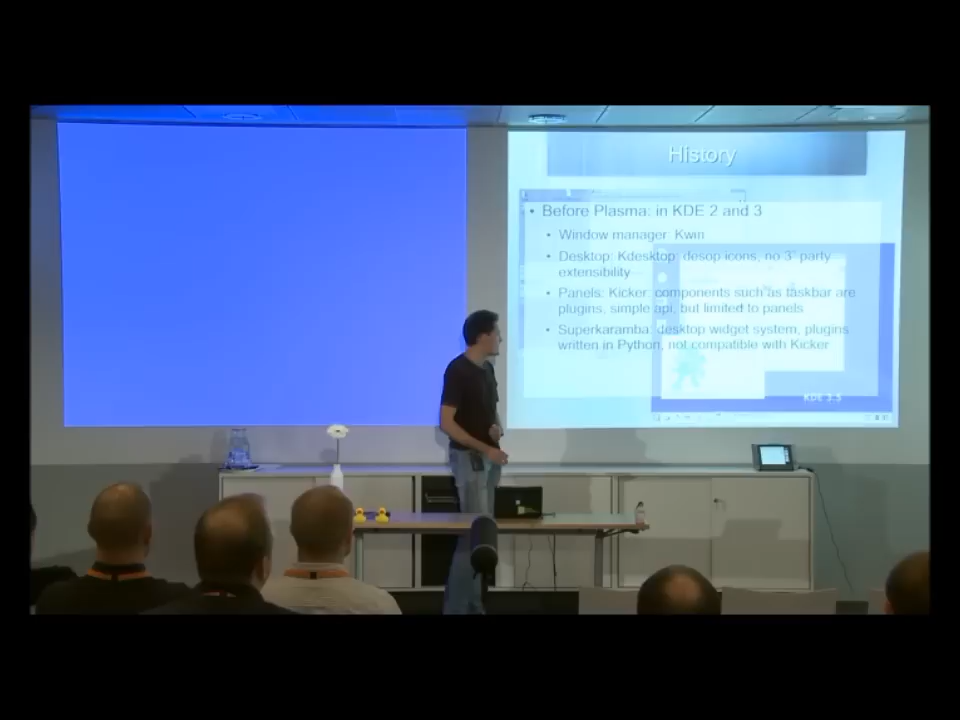 History
• Before Plasma: in KDE 2 and 3
• Window manager: Kwin
• Desktop: Kdesktop: desop icons, no 3° party
extensibility
• Panels: Kicker: components such as taskbar are
plugins, simple api, but limited to panels
• Superkaramba: desktop widget system, plugins
written in Python, not compatible with Kicker
KDE 3.5